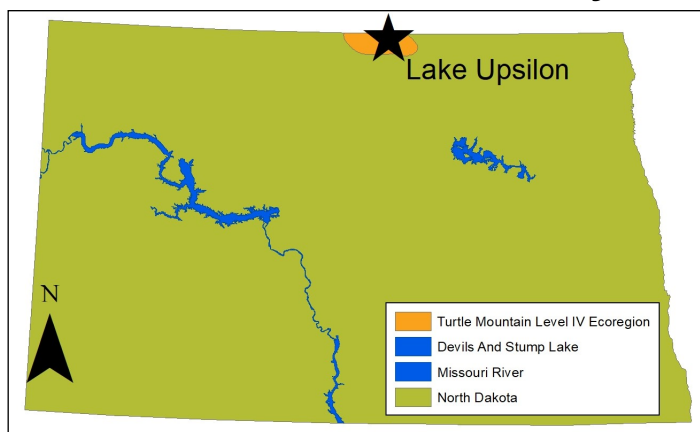 Lake Upsilon
N
Turtle Mountain Level IV Ecoregion
Devils And Stump Lake
Missouri River
North Dakota